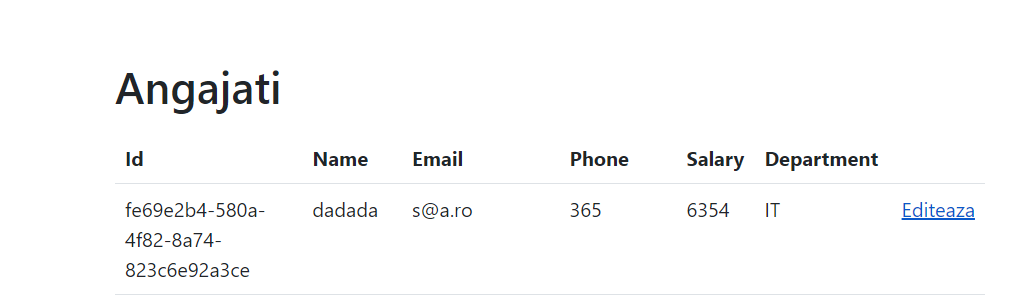 Angajati
Id Name Email Phone Salary Department
fe69e2b4-580a- dadada s@a.ro 365 6354 IT Editeaza
4f82-8a74-
823c6e92a3ce